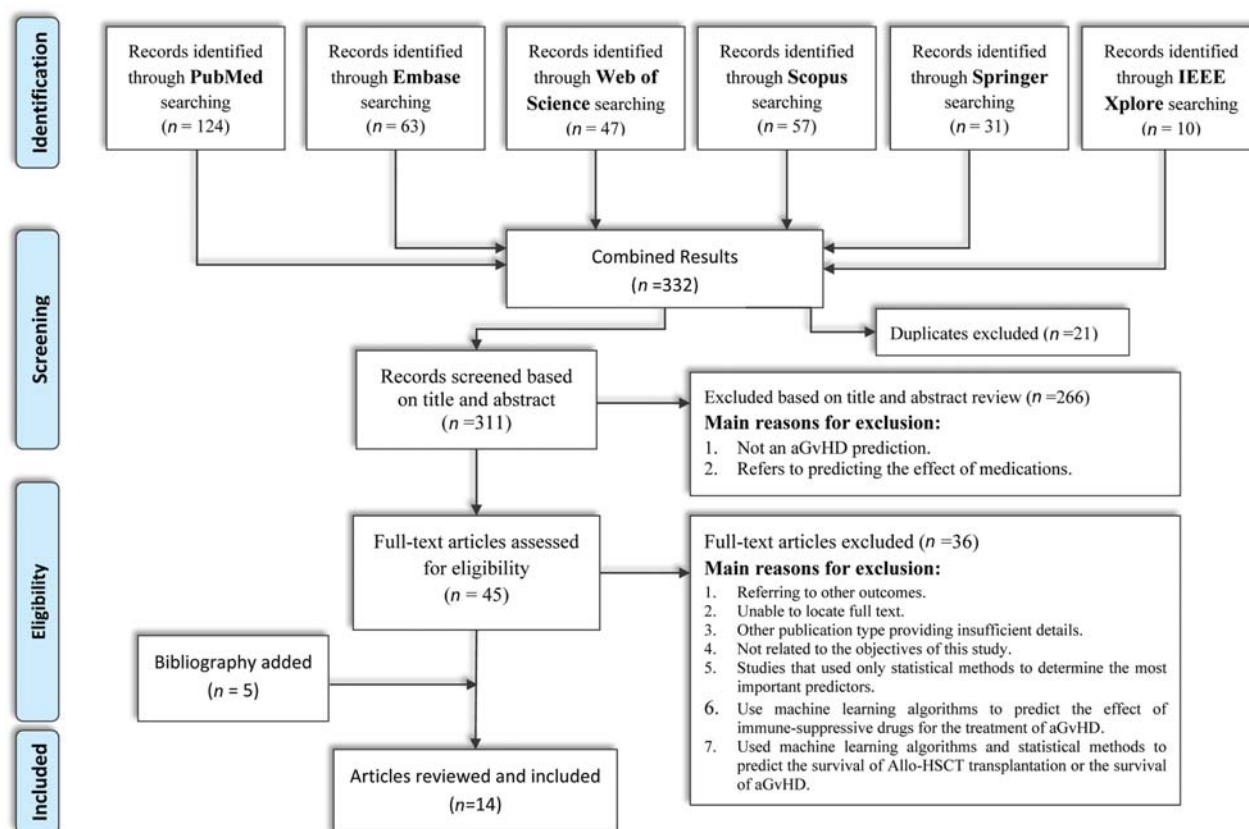 Identification
Records identified
through PubMed
searching
(n = 124)
Records identified
through Embase
searching
(n = 63)
Records identified
through Web of
Science searching
(n = 47)
Records identified
through Scopus
searching
(n = 57)
Records identified
through Springer
searching
(n = 31)
Records identified
through IEEE
Xplore searching
(n = 10)
Screening
Combined Results
(n =332)
Duplicates excluded (n =21)
Records screened based
on title and abstract
(n =311)
Excluded based on title and abstract review (n =266)
Main reasons for exclusion:
1. Not an aGvHD prediction.
2. Refers to predicting the effect of medications.
Eligibility
Full-text articles assessed
for eligibility
(n = 45)
Full-text articles excluded (n =36)
Main reasons for exclusion:
1. Referring to other outcomes.
2. Unable to locate full text.
3. Other publication type providing insufficient details.
4. Not related to the objectives of this study.
5. Studies that used only statistical methods to determine the most
important predictors.
6. Use machine learning algorithms to predict the effect of
immune-suppressive drugs for the treatment of aGvHD.
7. Used machine learning algorithms and statistical methods to
predict the survival of Allo-HSCT transplantation or the survival
of aGvHD.
Bibliography added
(n = 5)
Included
Articles reviewed and included
(n=14)